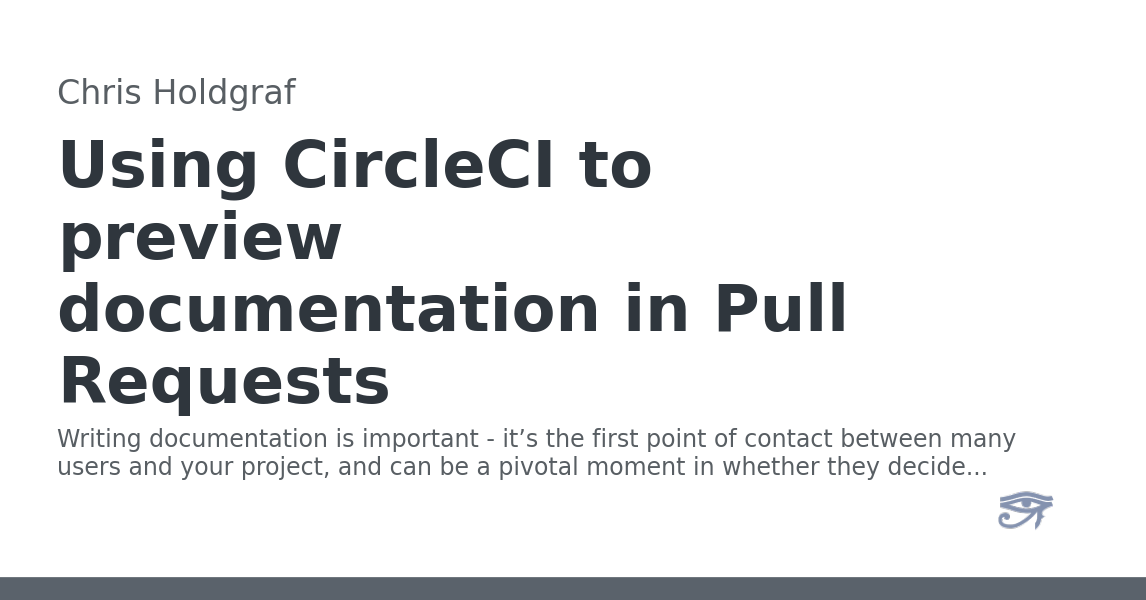 Chris Holdgraf
Using CircleCI to
preview
documentation in Pull
Requests
Writing documentation is important - it’s the first point of contact between many
users and your project, and can be a pivotal moment in whether they decide...